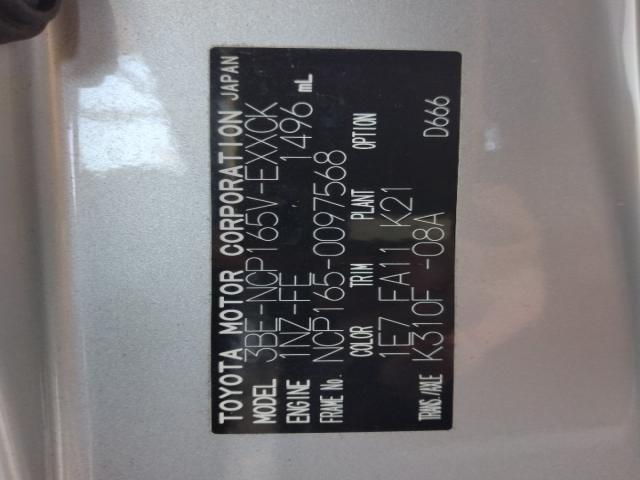 TOYOTA MOTOR CORPORATION JAPAN
MODEL 3BE-NCP165V-EXXCK
ENGINE 1NZ-FE 1496 mL
FRAME No. NCP165-0097568
COLOR TRIM PLANT OPTION
1E7 FA11 K21
TRANS./AXLE K310F -08A D666